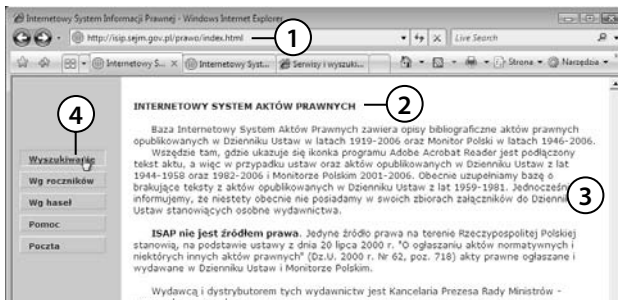 Internetowy System Informacji Prawnej - Windows Internet Explorer
http://isip.sejm.gov.pl/prawo/index.html
1
Live Search
Internetowy S...
Internetowy Syst...
Serwisy i wyszuki...
Strona
Narzędzia
INTERNETOWY SYSTEM AKTÓW PRAWNYCH
2
4
Baza Internetowy System Aktów Prawnych zawiera opisy bibliograficzne aktów prawnych
opublikowanych w Dzienniku Ustaw w latach 1919-2006 oraz Monitor Polski w latach 1946-2006.
Wszędzie tam, gdzie ukazuje się ikonka programu Adobe Acrobat Reader jest podłączony
tekst aktu, a więc w przypadku ustaw oraz aktów opublikowanych w Dzienniku Ustaw z lat
1944-1958 oraz 1982-2006 i Monitorze Polskim 2001-2006. Obecnie uzupełniamy bazę o
brakujące teksty z aktów opublikowanych w Dzienniku Ustaw z lat 1959-1981. Jednocześnie
informujemy, że niestety obecnie nie posiadamy w swoich zbiorach załączników do Dziennika
Ustaw stanowiących osobne wydawnictwa.
3
Wyszukiwanie
Wg roczników
Wg haseł
Pomoc
Poczta
ISAP nie jest źródłem prawa. Jedyne źródło prawa na terenie Rzeczypospolitej Polskiej
stanowią, na podstawie ustawy z dnia 20 lipca 2000 r. "O ogłaszaniu aktów normatywnych i
niektórych innych aktów prawnych" (Dz.U. 2000 r. Nr 62, poz. 718) akty prawne ogłaszane i
wydawane w Dzienniku Ustaw i Monitorze Polskim.
Wydawcą i dystrybutorem tych wydawnictw jest Kancelaria Prezesa Rady Ministrów -